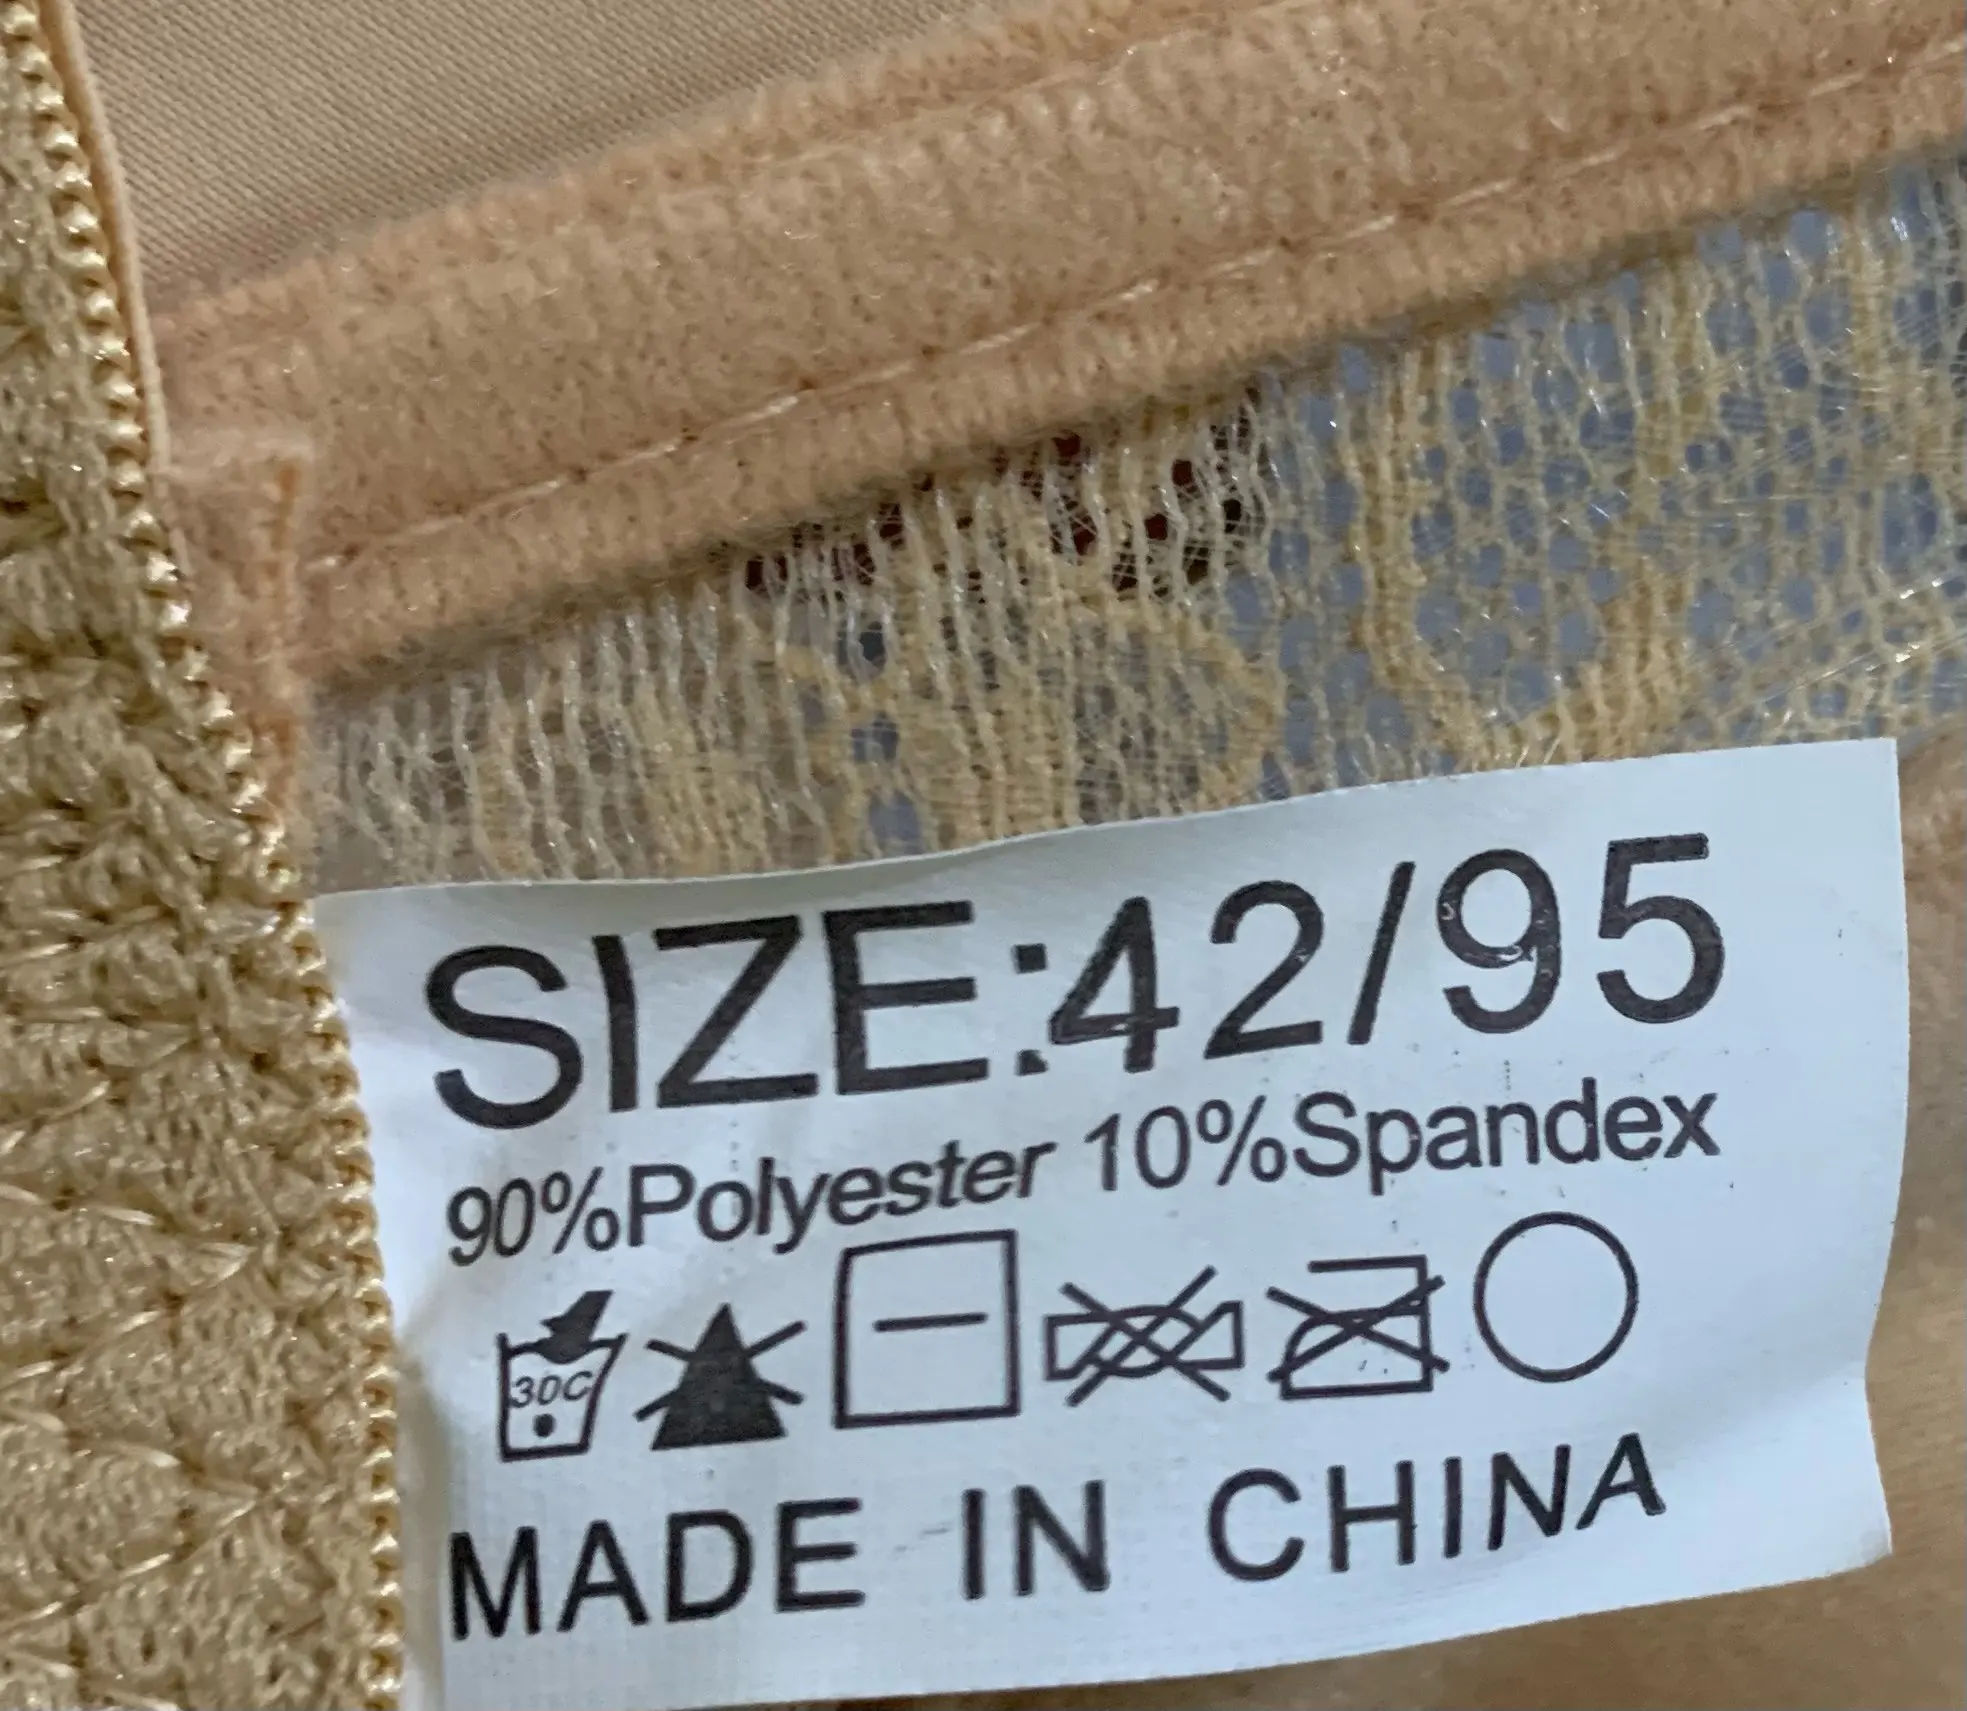 SIZE:42/95
90%Polyester 10%Spandex
30C
MADE IN CHINA